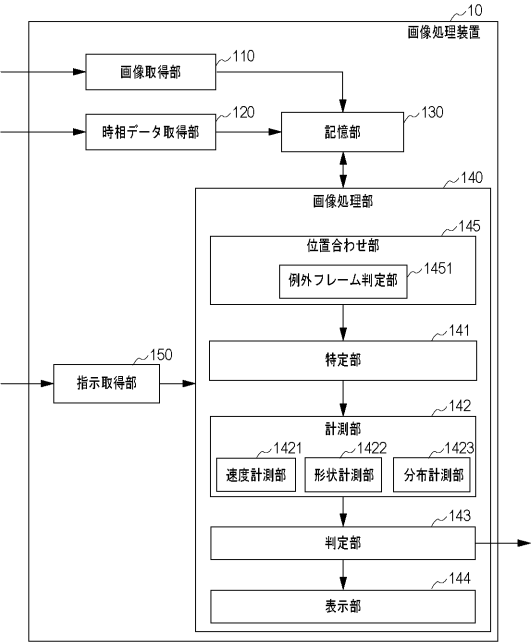 10
画像処理装置
110
画像取得部
120
時相データ取得部
130
記憶部
140
画像処理部
145
位置合わせ部
1451
例外フレーム判定部
141
特定部
150
指示取得部
142
計測部
1421
速度計測部
1422
形状計測部
1423
分布計測部
143
判定部
144
表示部